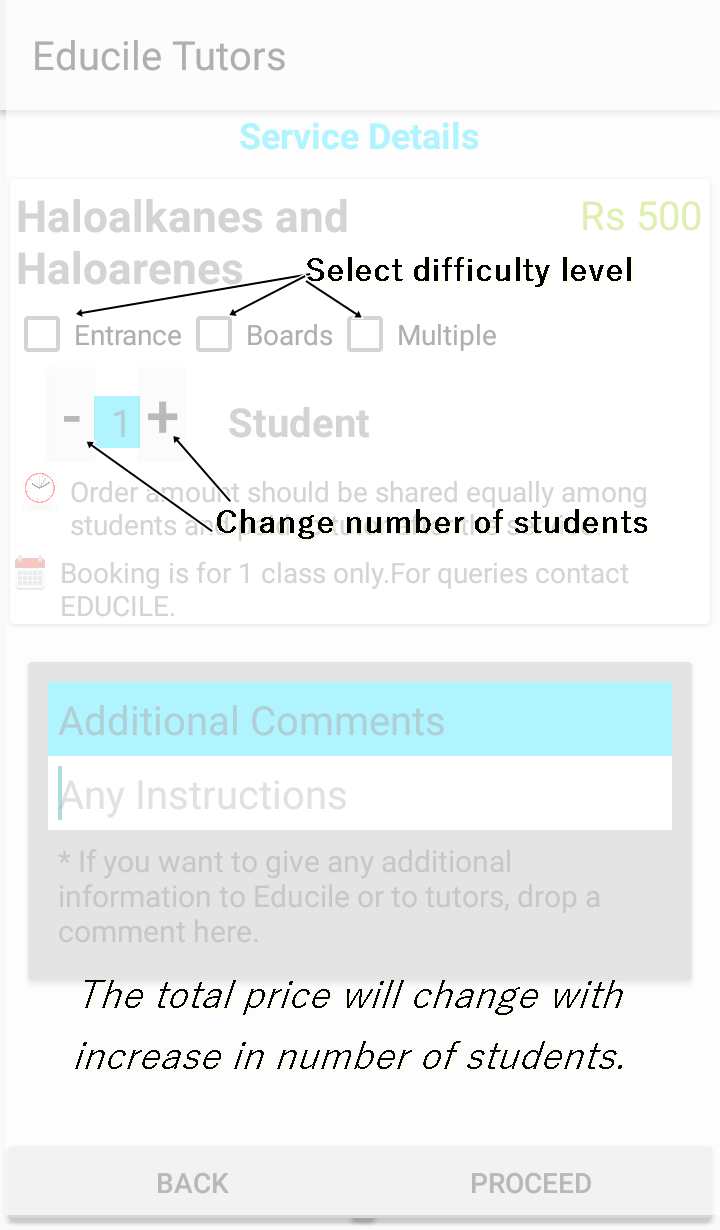 Educile Tutors
Service Details
Haloalkanes and
Rs 500
Haloarenes
Select difficulty level
Entrance
Boards
Multiple
-
1
+
Student
Order amount should be shared equally among
students and
Change number of students
Booking is for 1 class only.For queries contact
EDUCILE.
Additional Comments
Any Instructions
* If you want to give any additional
information to Educile or to tutors, drop a
comment here.
The total price will change with
increase in number of students.
BACK
PROCEED